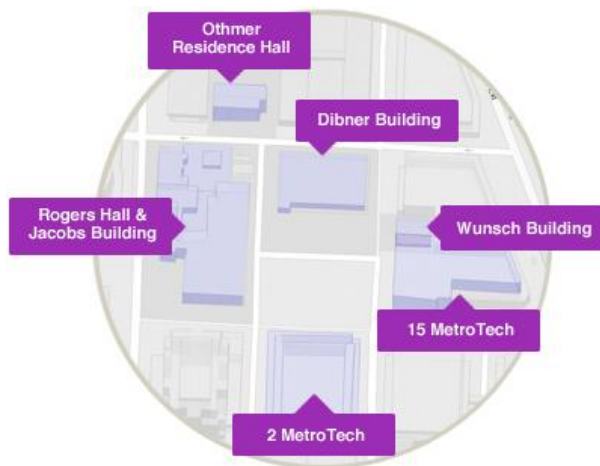 Othmer
Residence Hall
Dibner Building
Rogers Hall &
Jacobs Building
Wunsch Building
15 MetroTech
2 MetroTech